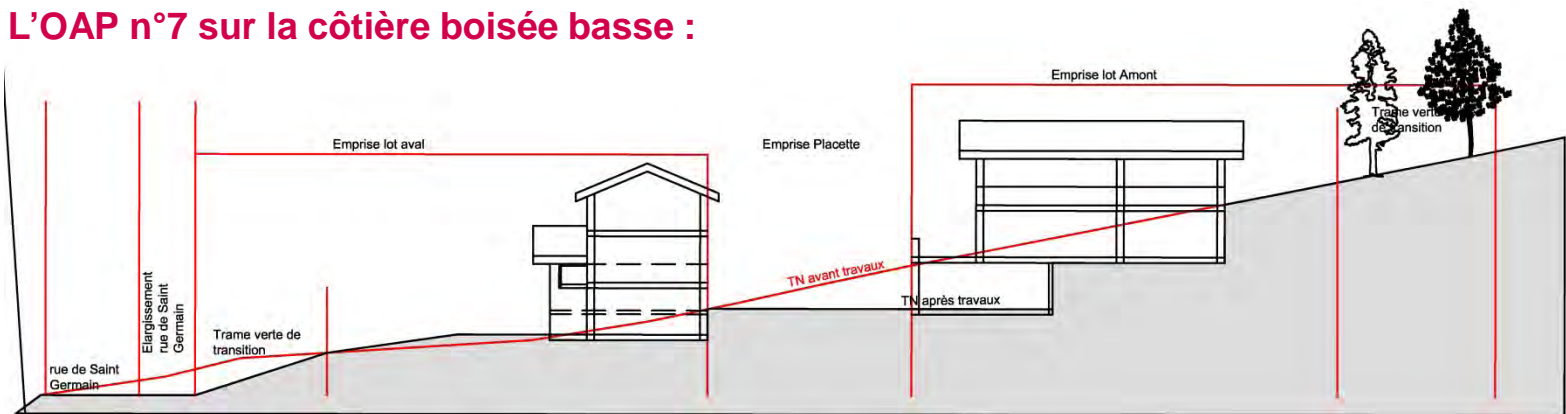 L’OAP n°7 sur la côtière boisée basse :
Emprise lot Amont
Emprise lot aval
Emprise Placette
Trame verte
de transition
TN avant travaux
TN après travaux
Elargissement
rue de Saint
Germain
Trame verte de
transition
rue de Saint
Germain